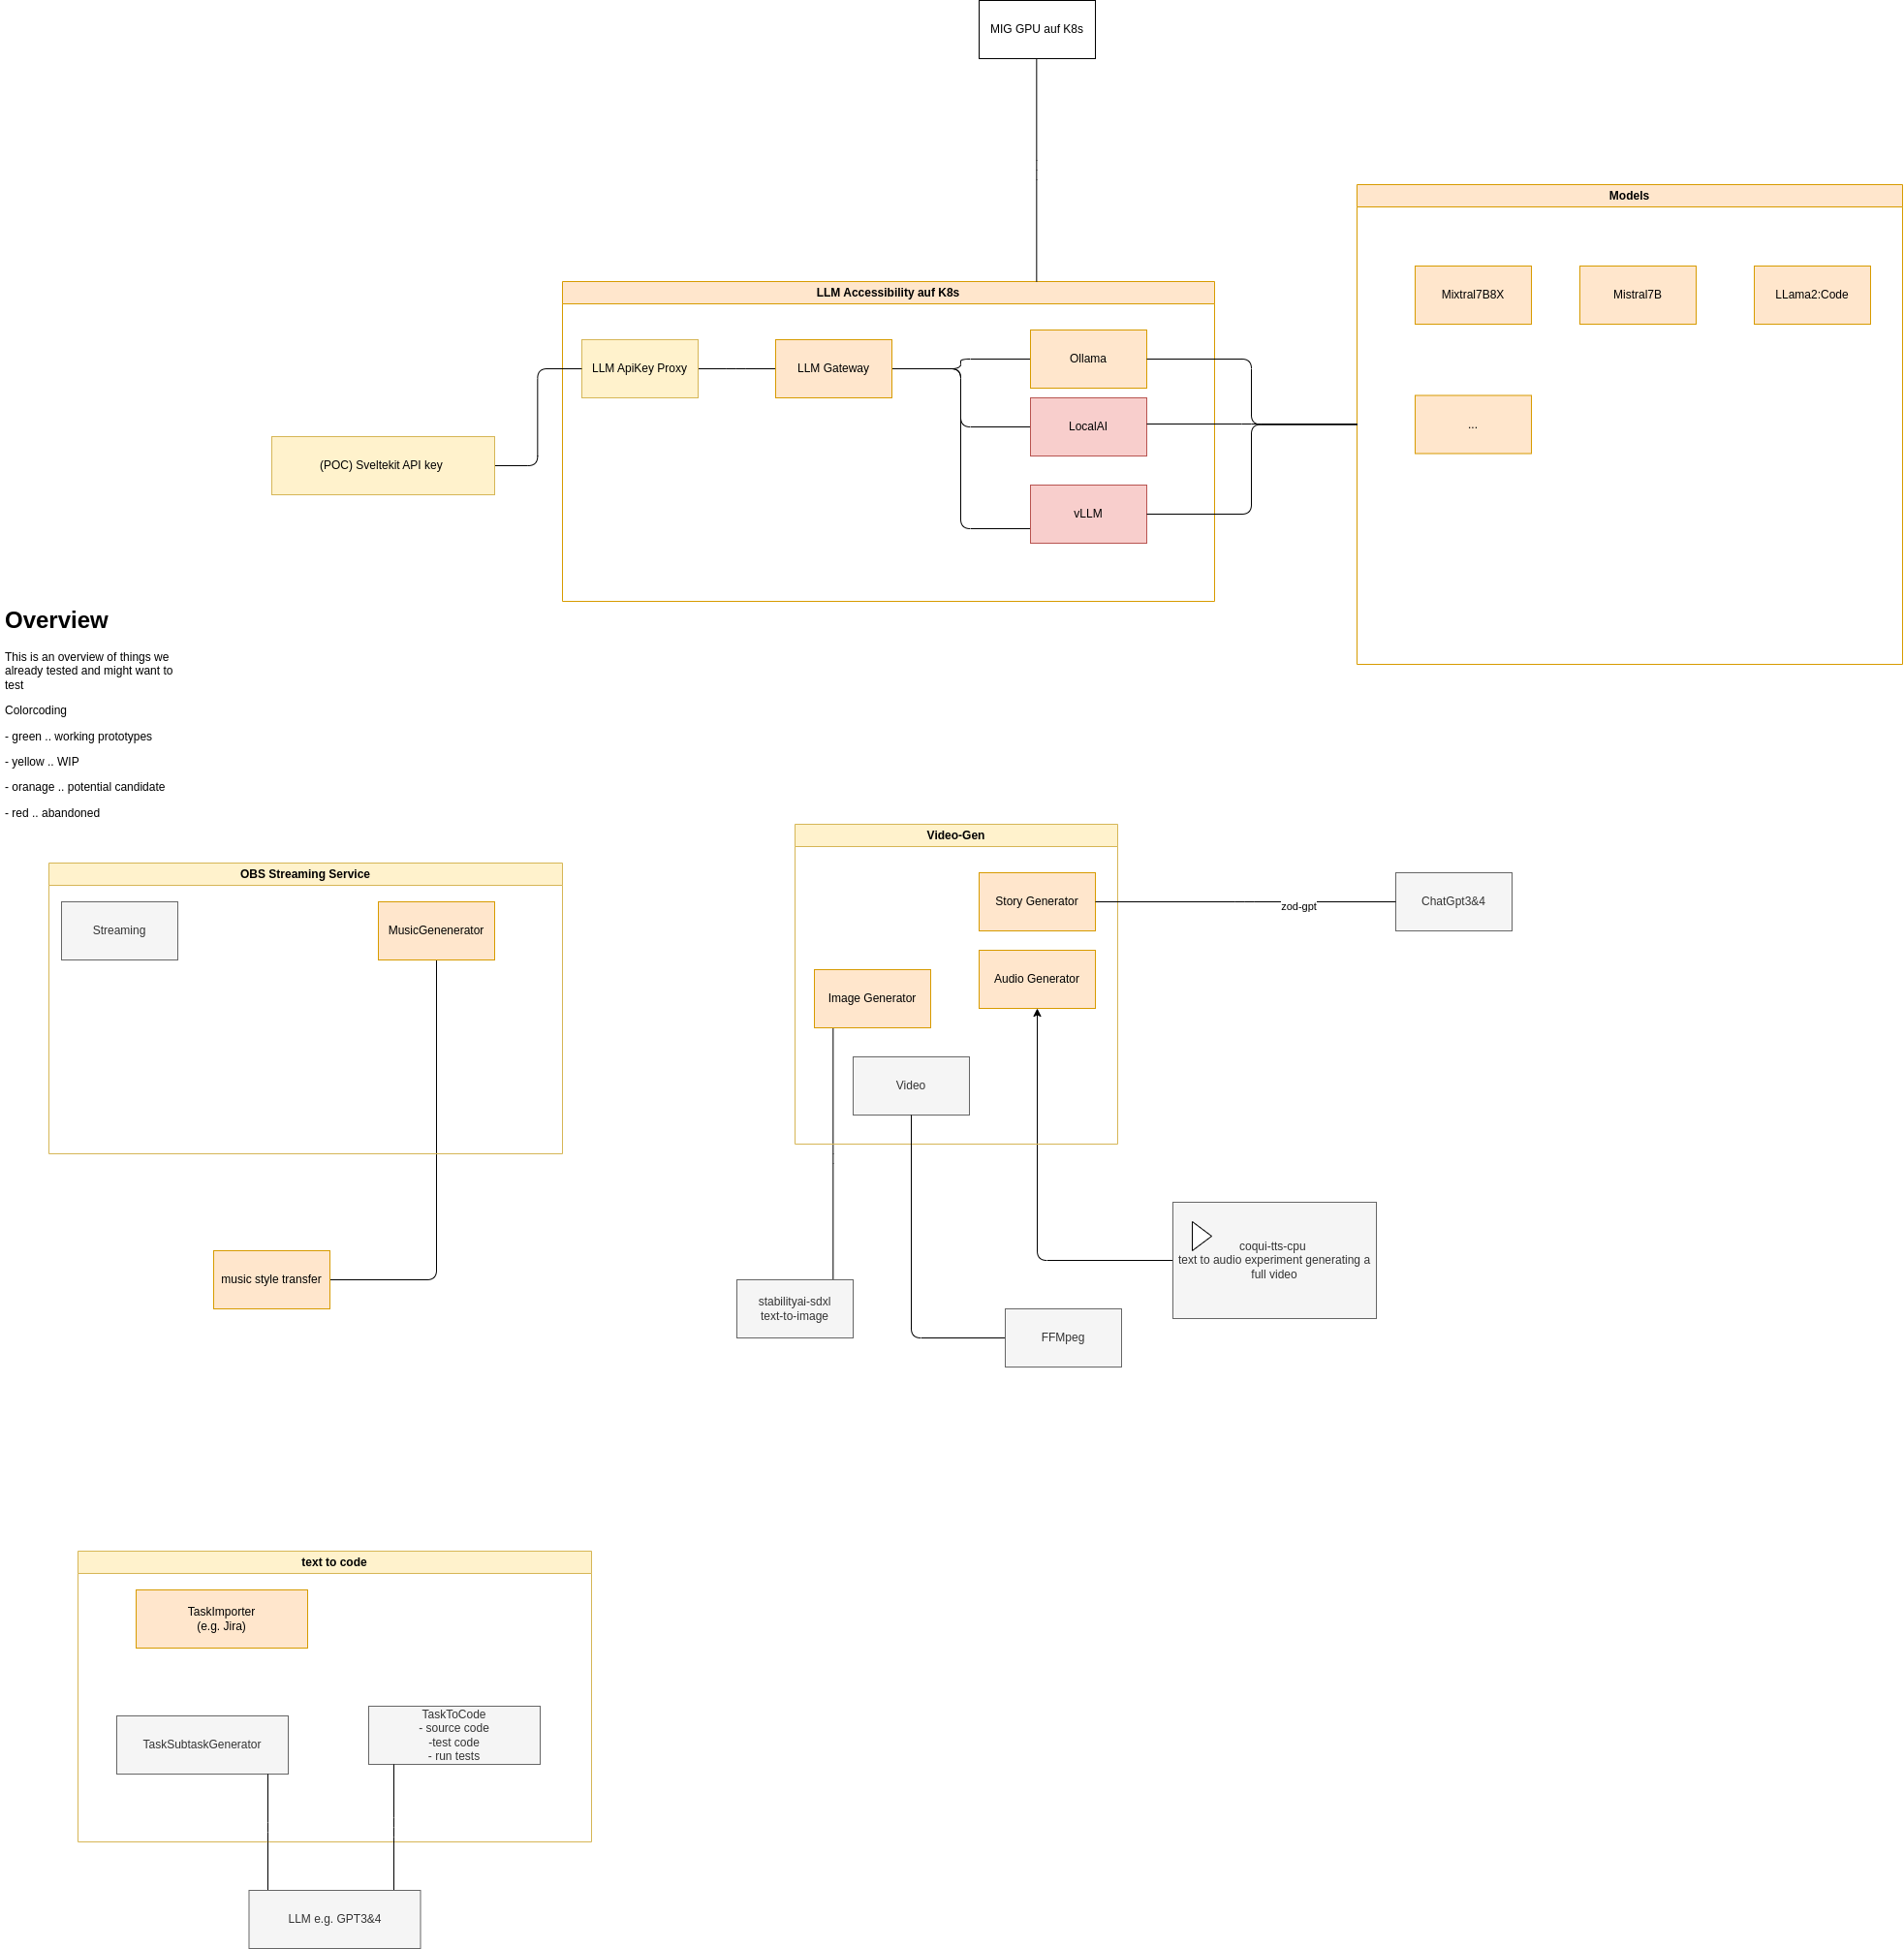 MIG GPU auf K8s
Models
Mixtral7B8X
Mistral7B
LLama2:Code
...
LLM Accessibility auf K8s
LLM ApiKey Proxy
LLM Gateway
Ollama
LocalAI
vLLM
(POC) Sveltekit API key
Overview
This is an overview of things we
already tested and might want to
test
Colorcoding
- green .. working prototypes
- yellow .. WIP
- oranage .. potential candidate
- red .. abandoned
OBS Streaming Service
Streaming
MusicGenenerator
music style transfer
Video-Gen
Story Generator
zod-gpt
ChatGpt3&4
Audio Generator
Image Generator
Video
coqui-tts-cpu
text to audio experiment generating a
full video
stabilityai-sdxl
text-to-image
FFMpeg
text to code
TaskImporter
(e.g. Jira)
TaskSubtaskGenerator
TaskToCode
- source code
-test code
- run tests
LLM e.g. GPT3&4